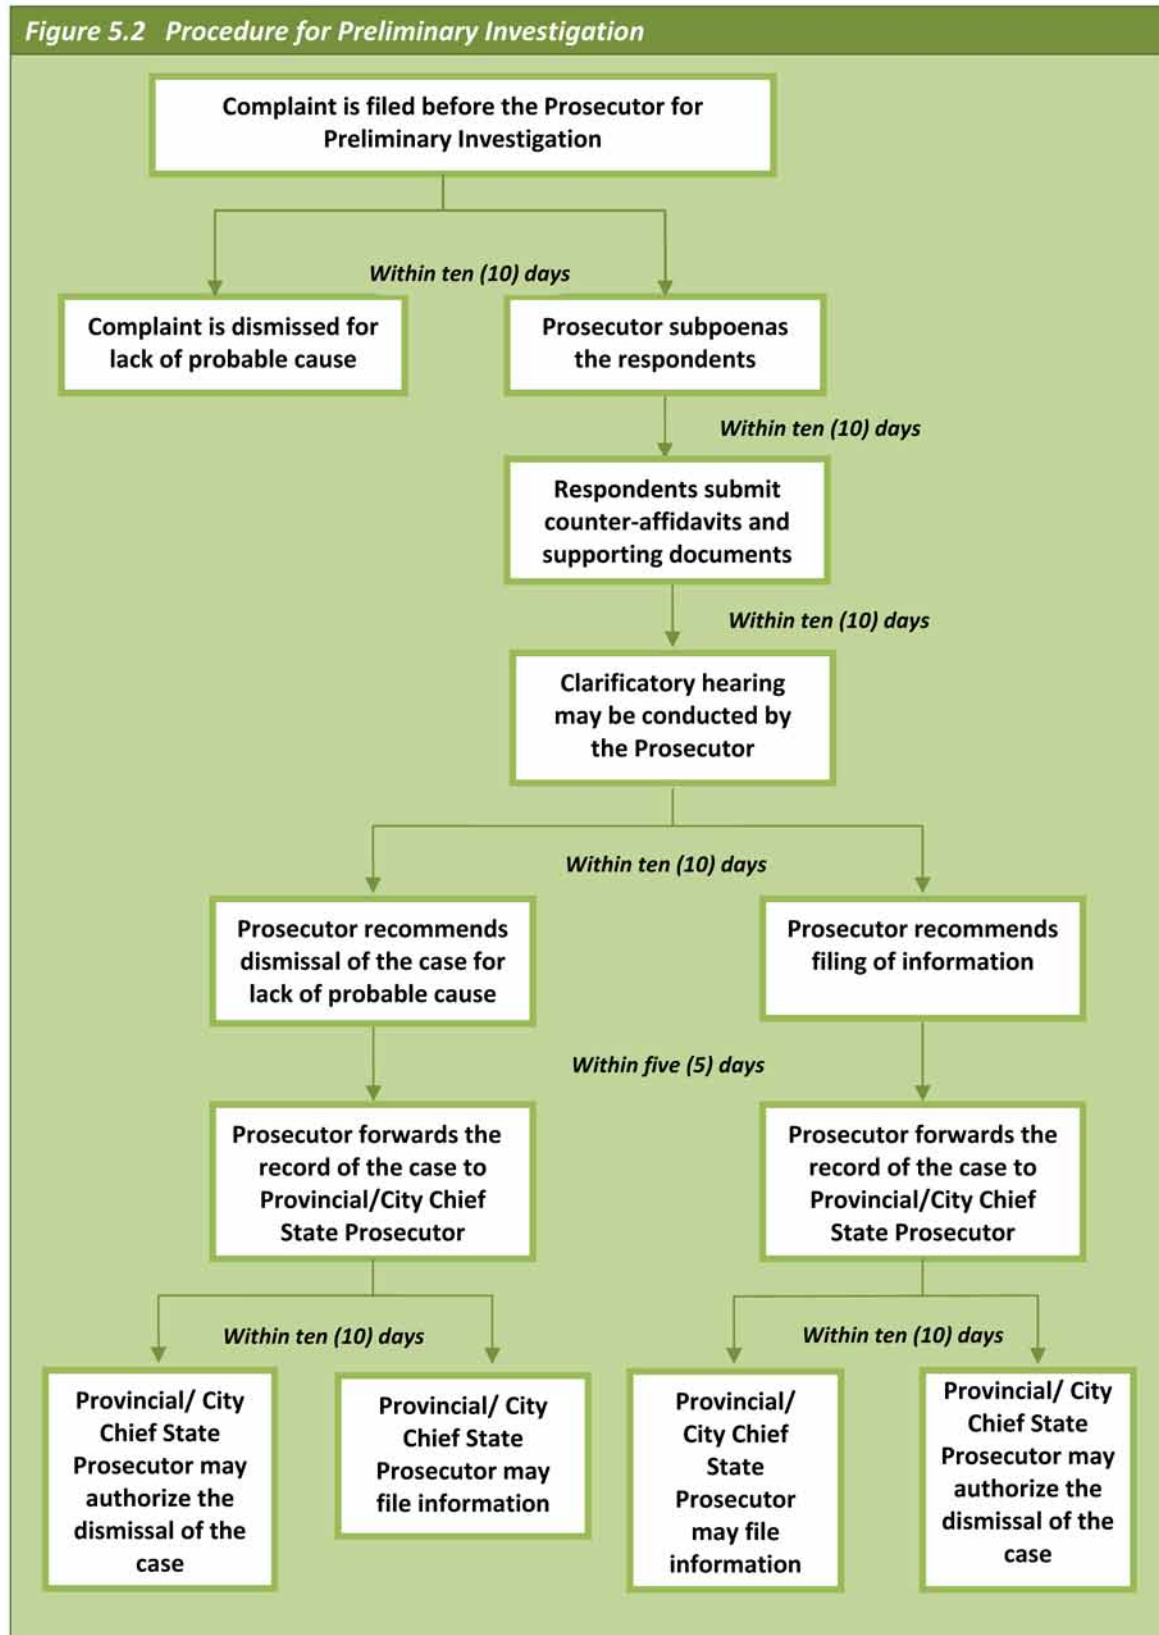 Figure 5.2 Procedure for Preliminary Investigation
Complaint is filed before the Prosecutor for
Preliminary Investigation
Within ten (10) days
Complaint is dismissed for
lack of probable cause
Prosecutor subpoenas
the respondents
Within ten (10) days
Respondents submit
counter-affidavits and
supporting documents
Within ten (10) days
Clarificatory hearing
may be conducted by
the Prosecutor
Within ten (10) days
Prosecutor recommends
dismissal of the case for
lack of probable cause
Prosecutor recommends
filing of information
Within five (5) days
Prosecutor forwards the
record of the case to
Provincial/City Chief
State Prosecutor
Prosecutor forwards the
record of the case to
Provincial/City Chief
State Prosecutor
Within ten (10) days
Within ten (10) days
Provincial/ City
Chief State
Prosecutor may
authorize the
dismissal of the
case
Provincial/ City
Chief State
Prosecutor may
file information
Provincial/
City Chief
State
Prosecutor
may file
information
Provincial/ City
Chief State
Prosecutor may
authorize the
dismissal of the
case